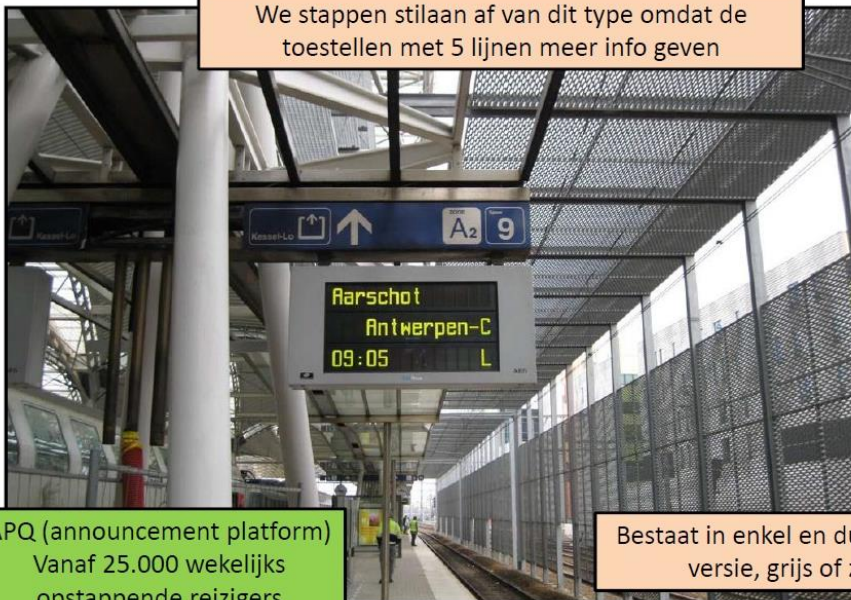 We stappen stilaan af van dit type omdat de
toestellen met 5 lijnen meer info geven
Kessel-Lo
Kessel-Lo
A2
9
Aarschot
Antwerpen-C
09:05 L
APQ (announcement platform)
Vanaf 25.000 wekelijks
opstappende reizigers
Bestaat in enkel en du
versie, grijs of z